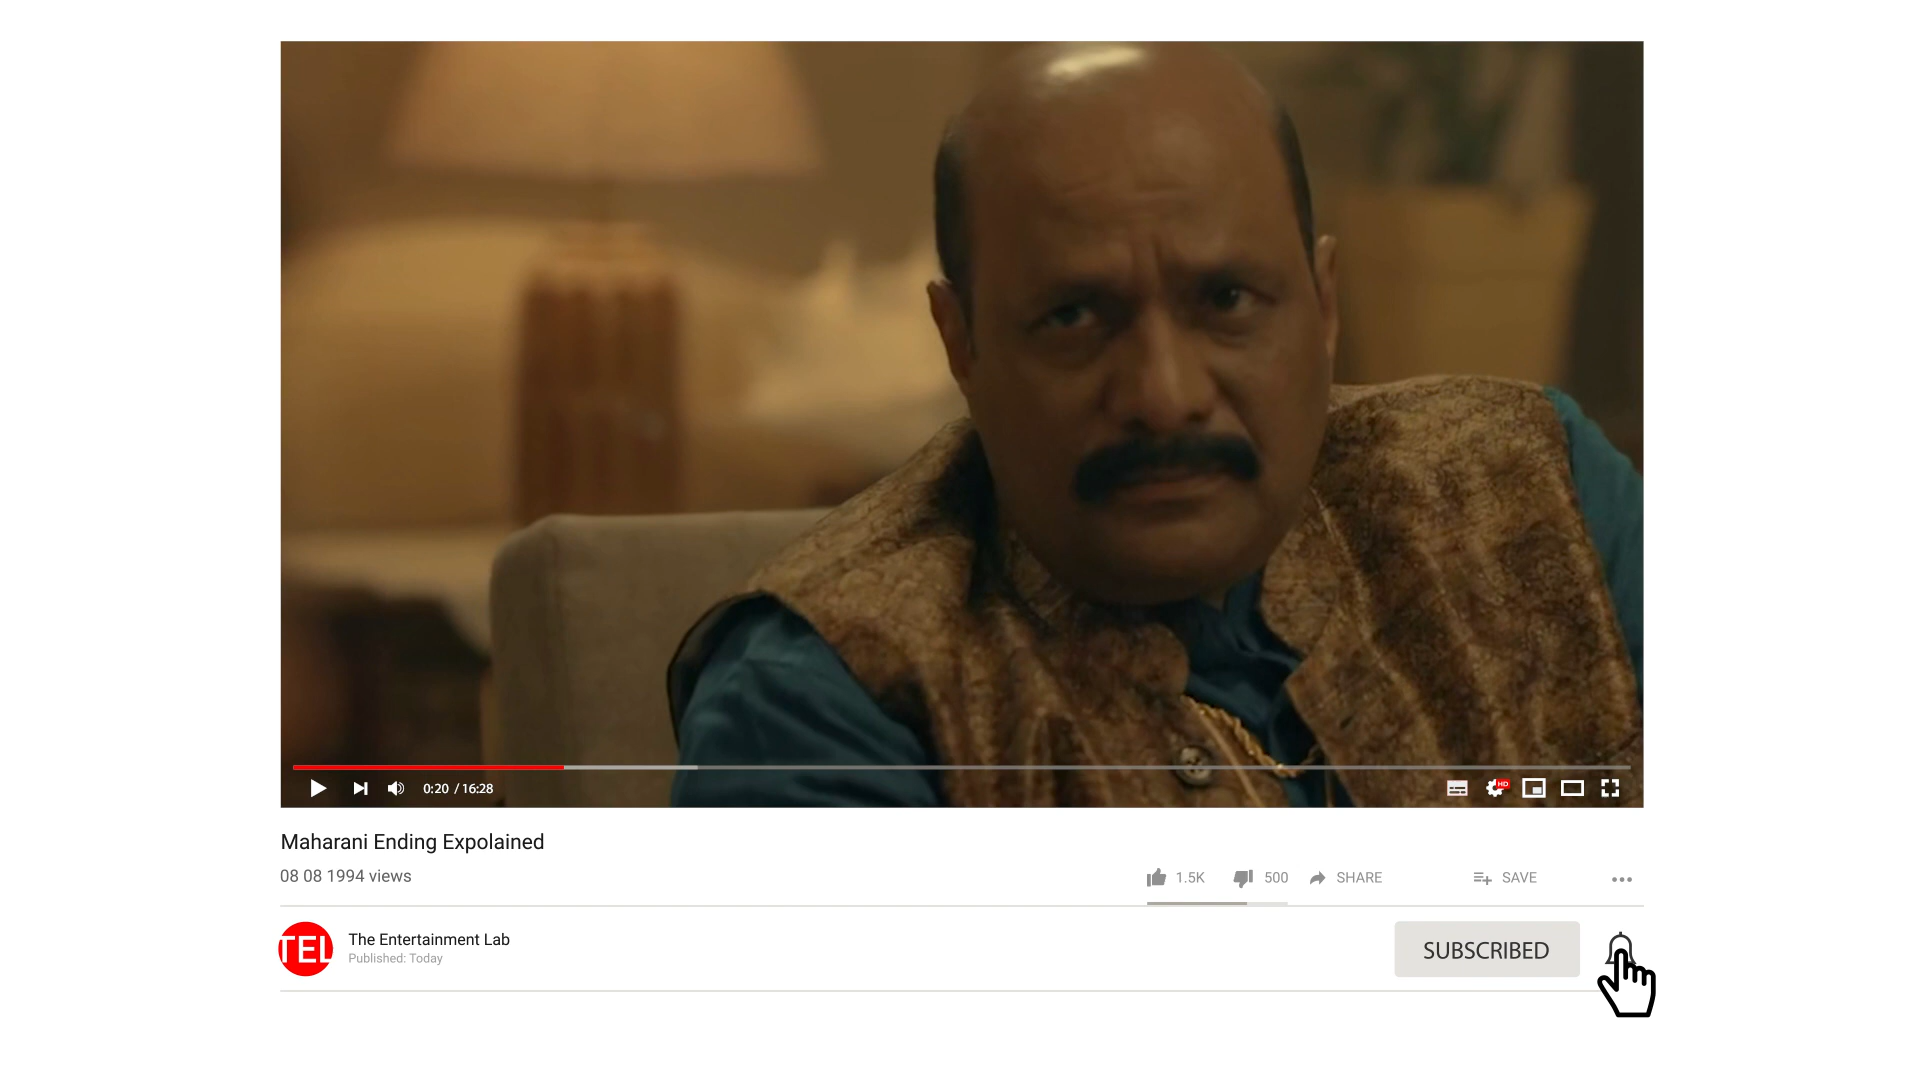 HD
0:20 / 16:28
Maharani Ending Expolained
08 08 1994 views
1.5K 500 SHARE SAVE
TEL
The Entertainment Lab
Published: Today
SUBSCRIBED